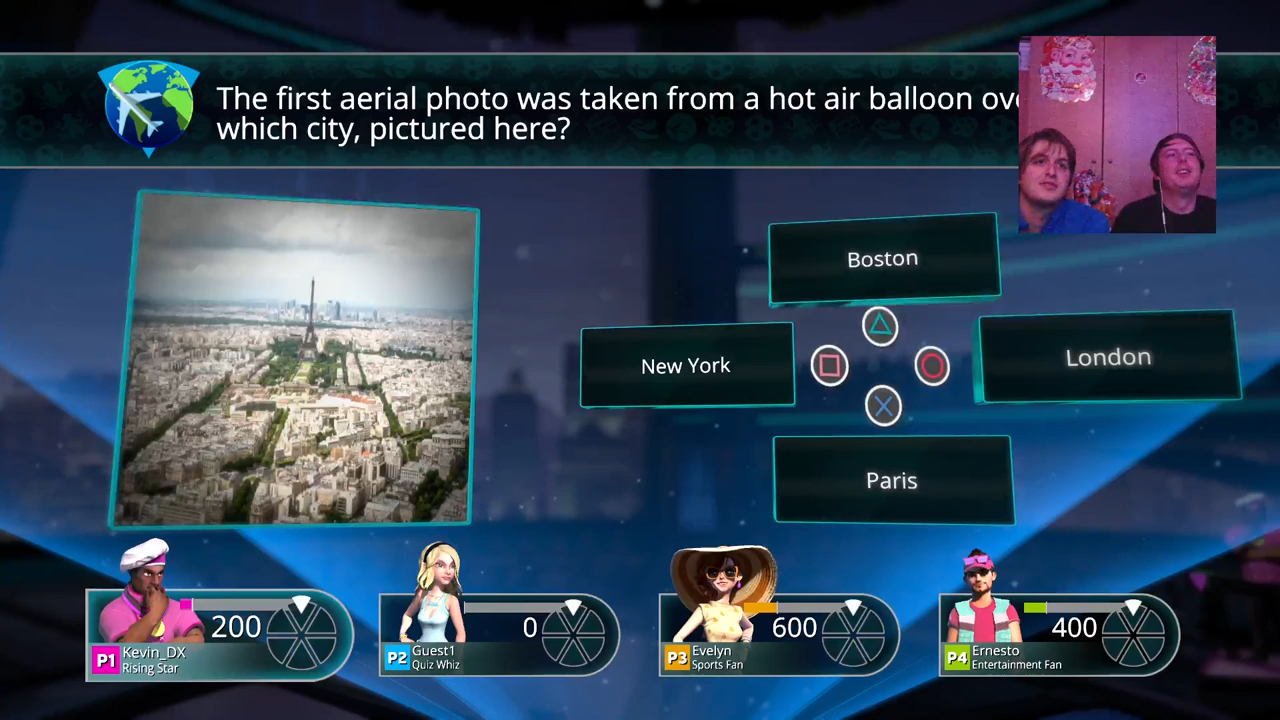 The first aerial photo was taken from a hot air balloon
which city, pictured here?
Boston
New York
London
Paris
200
P1
Kevin_DX
Rising Star
0
P2
Guest1
Quiz Whiz
600
P3
Evelyn
Sports Fan
400
P4
Ernesto
Entertainment Fan